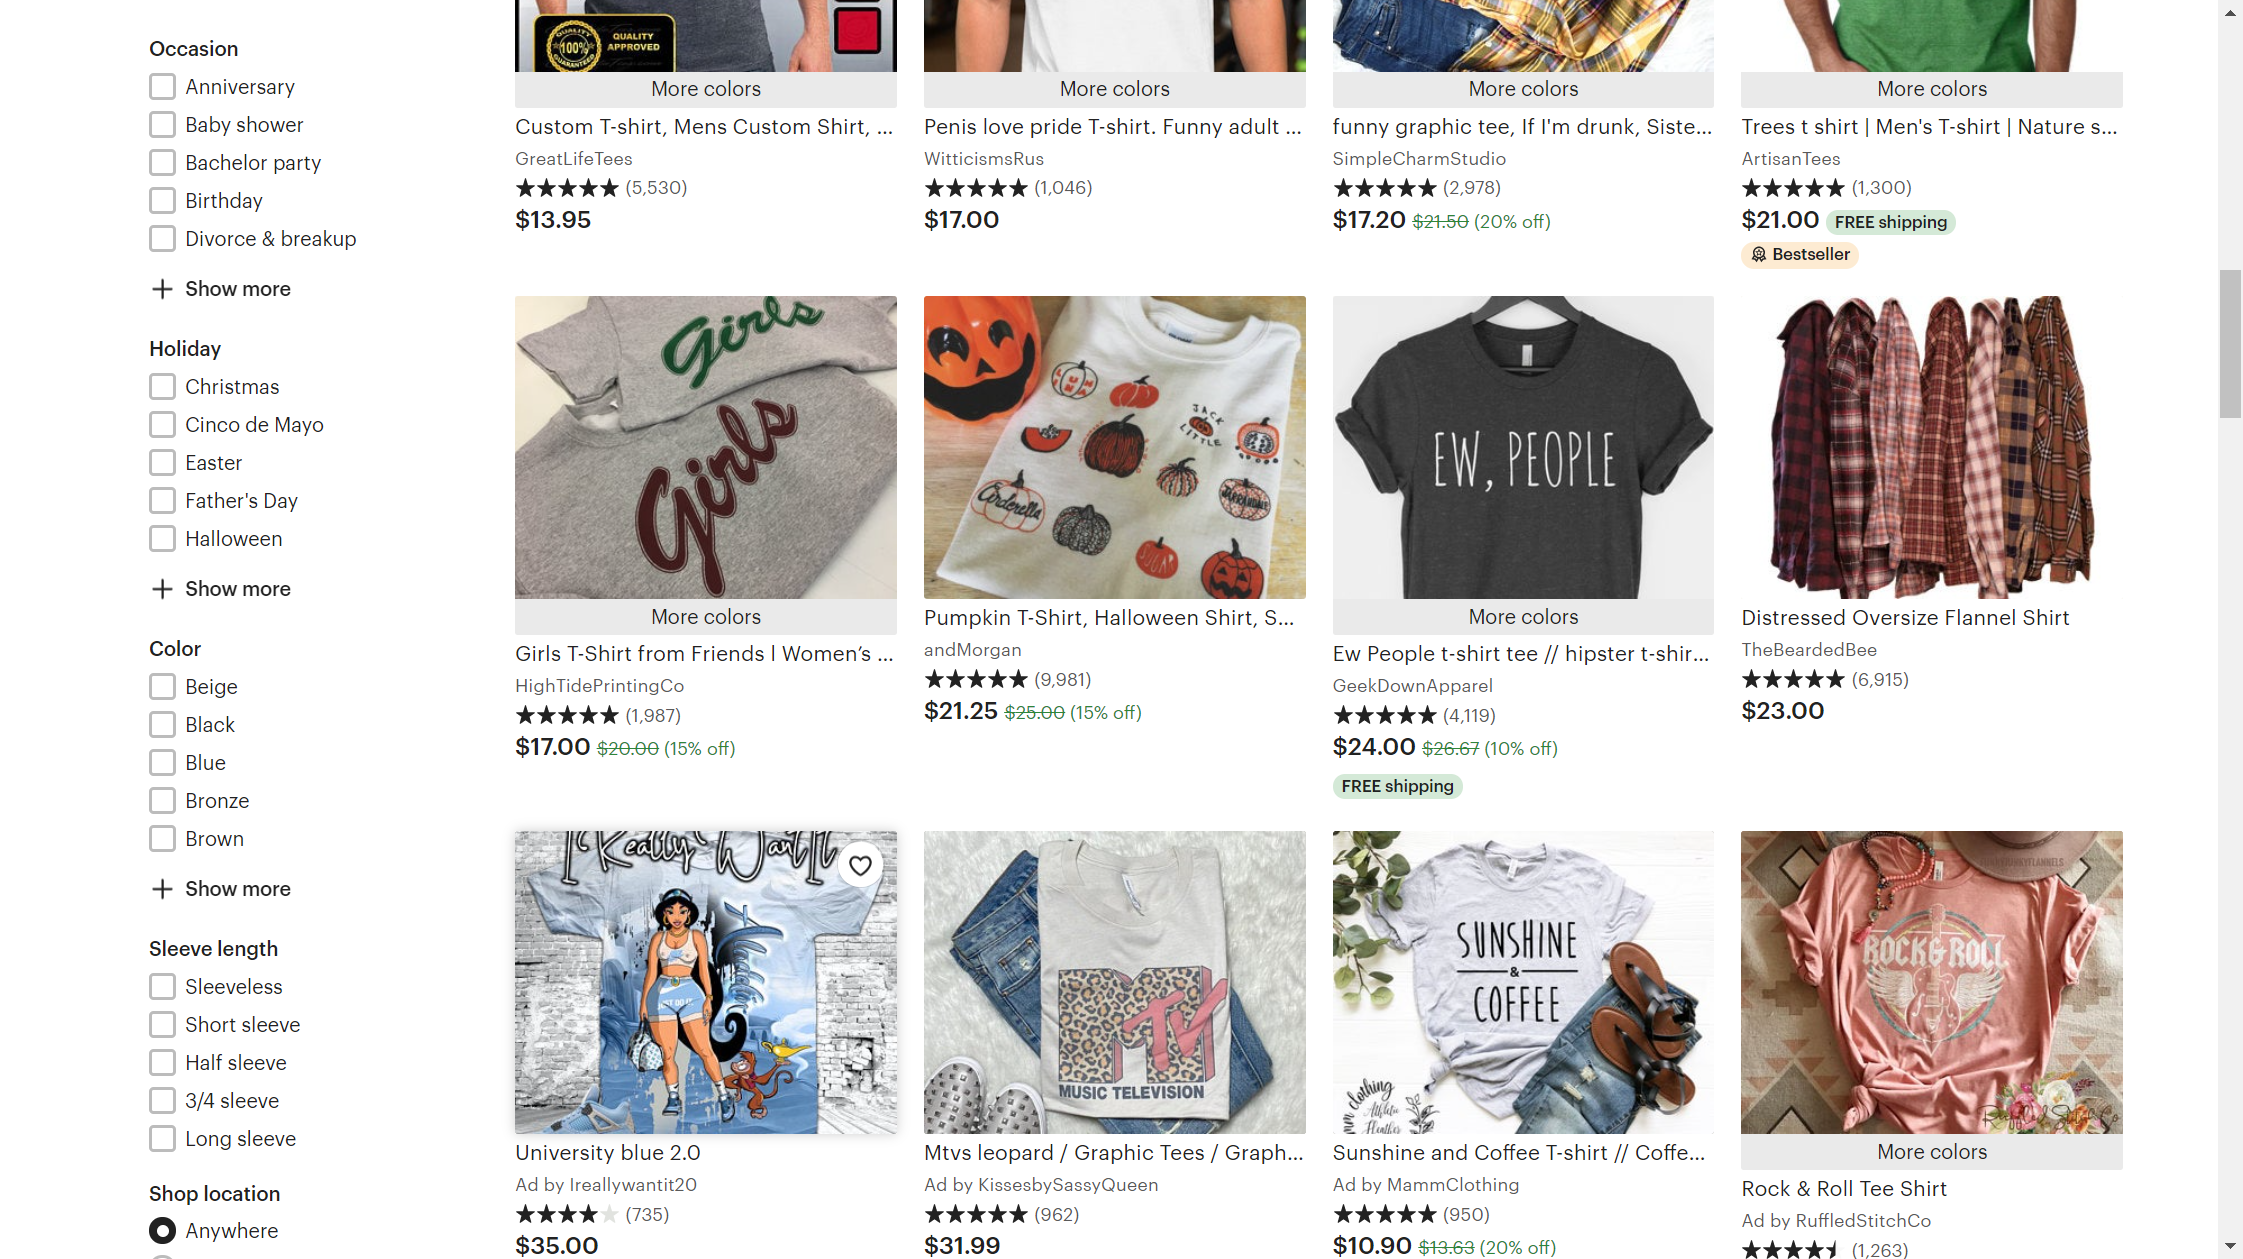 Occasion
Anniversary
Baby shower
Bachelor party
Birthday
Divorce & breakup
Show more
Holiday
Christmas
Cinco de Mayo
Easter
Father's Day
Halloween
Show more
Color
Beige
Black
Blue
Bronze
Brown
Show more
Sleeve length
Sleeveless
Short sleeve
Half sleeve
3/4 sleeve
Long sleeve
Shop location
Anywhere
QUALITY
100%
GUARANTEED
QUALITY
APPROVED
More colors
Custom T-shirt, Mens Custom Shirt, ...
GreatLifeTees
(5,530)
$13.95
More colors
Penis love pride T-shirt. Funny adult ...
WitticismsRus
(1,046)
$17.00
More colors
funny graphic tee, If I'm drunk, Siste...
SimpleCharmStudio
(2,978)
$17.20 $21.50 (20% off)
More colors
Trees t shirt | Men's T-shirt | Nature s...
ArtisanTees
(1,300)
$21.00 FREE shipping
Bestseller
Girls
Girls
More colors
Girls T-Shirt from Friends l Women’s ...
HighTidePrintingCo
(1,987)
$17.00 $20.00 (15% off)
JACK
LITTLE
Cinderella
SUGAR
Pumpkin T-Shirt, Halloween Shirt, S...
andMorgan
(9,981)
$21.25 $25.00 (15% off)
EW, PEOPLE
More colors
Ew People t-shirt tee // hipster t-shir...
GeekDownApparel
(4,119)
$24.00 $26.67 (10% off)
FREE shipping
Distressed Oversize Flannel Shirt
TheBeardedBee
(6,915)
$23.00
I Really Want It
JUST DO IT
University blue 2.0
Ad by Ireallywantit20
(735)
$35.00
MTV
MUSIC TELEVISION
Mtvs leopard / Graphic Tees / Graph...
Ad by KissesbySassyQueen
(962)
$31.99
SUNSHINE
&
COFFEE
mm clothing
Athletic
Heather
Sunshine and Coffee T-shirt // Coffe...
Ad by MammClothing
(950)
$10.90 $13.63 (20% off)
ROCK & ROLL
Ruffled Stitch Co
More colors
Rock & Roll Tee Shirt
Ad by RuffledStitchCo
(1,263)